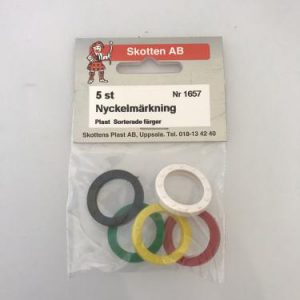 Skotten AB
5 st Nr 1657
Nyckelmärkning
Plast Sorterade färger
Skottens Plast AB, Uppsala. Tel. 018-13 42 40